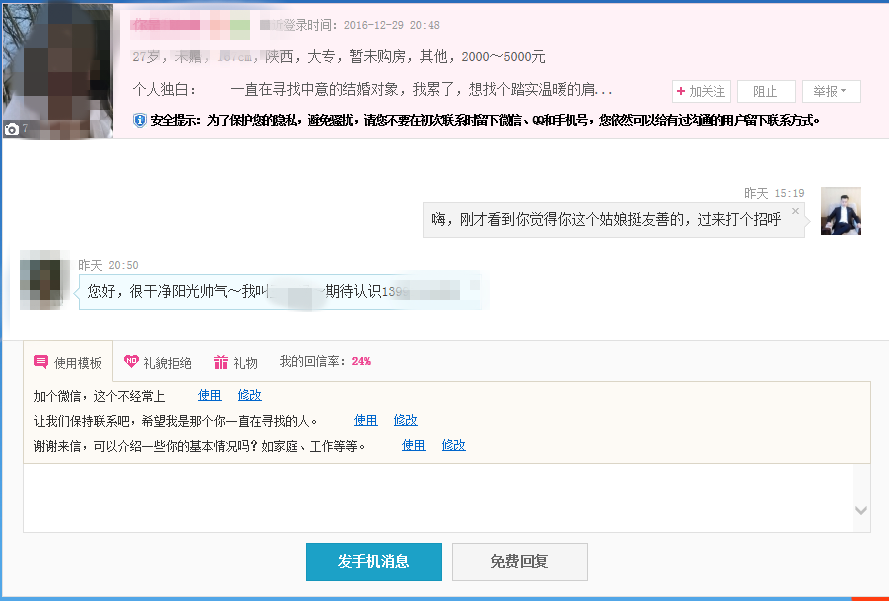 登录时间：2016-12-29 20:48
27岁，未婚，陕西，大专，暂未购房，其他，2000～5000元
个人独白： 一直在寻找中意的结婚对象，我累了，想找个踏实温暖的肩...
+ 加关注 阻止 举报
安全提示：为了保护您的隐私，避免骚扰，请您不要在初次联系时留下微信、QQ和手机号，您依然可以给有过沟通的用户留下联系方式。
7
昨天 15:19
嗨，刚才看到你觉得你这个姑娘挺友善的，过来打个招呼
×
昨天 20:50
您好，很干净阳光帅气～我叫 ～期待认识139
使用模板 NO 礼貌拒绝 礼物 我的回信率：24%
加个微信，这个不经常上 使用 修改
让我们保持联系吧，希望我是那个你一直在寻找的人。 使用 修改
谢谢来信，可以介绍一些你的基本情况吗？如家庭、工作等等。 使用 修改
发手机消息 免费回复